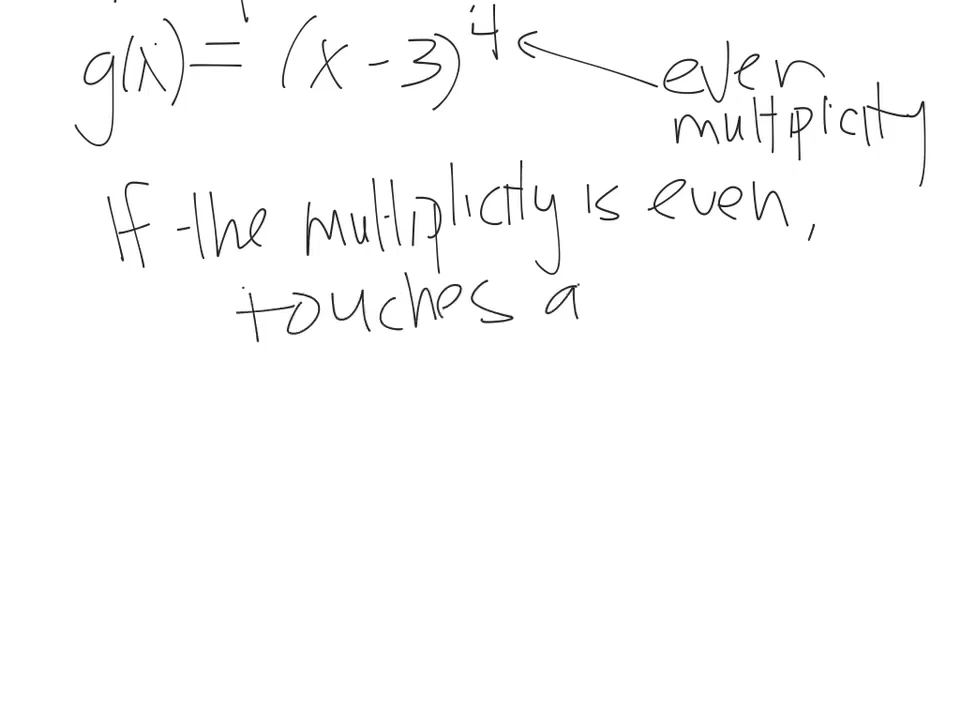 g(x) = (x - 3)^4 ← even
multiplicity
If the multiplicity is even,
touches a